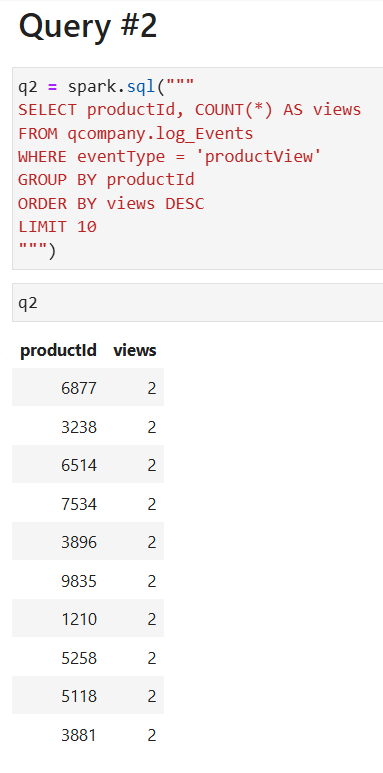 Query #2
q2 = spark.sql("""
SELECT productId, COUNT(*) AS views
FROM qcompany.log_Events
WHERE eventType = 'productView'
GROUP BY productId
ORDER BY views DESC
LIMIT 10
""")
q2
productId views
6877 2
3238 2
6514 2
7534 2
3896 2
9835 2
1210 2
5258 2
5118 2
3881 2